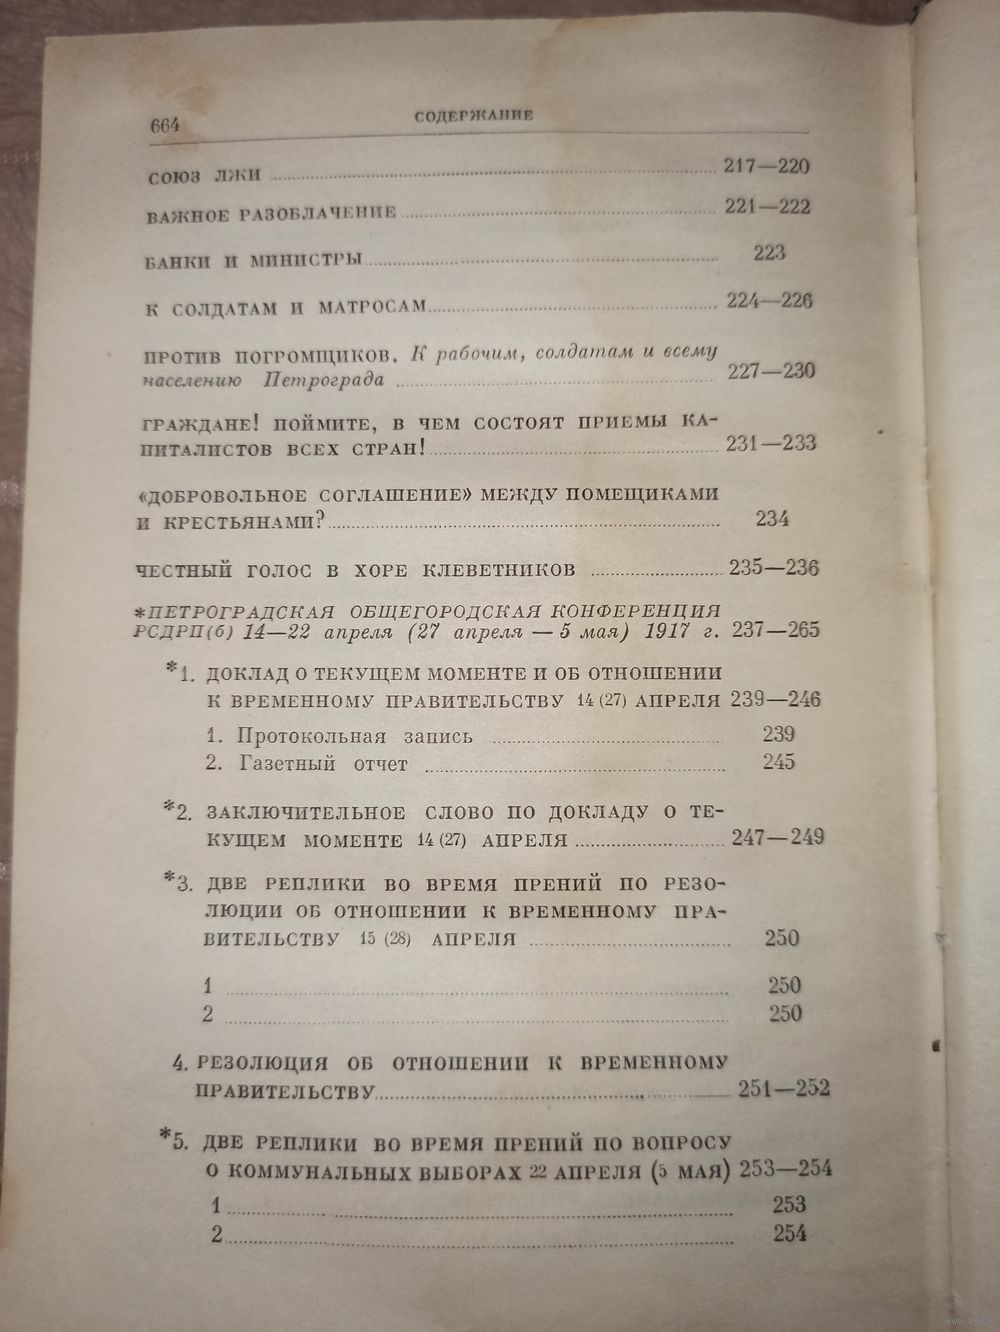 664
СОДЕРЖАНИЕ
СОЮЗ ЛЖИ ........ 217—220
ВАЖНОЕ РАЗОБЛАЧЕНИЕ ........ 221—222
БАНКИ И МИНИСТРЫ ........ 223
К СОЛДАТАМ И МАТРОСАМ ........ 224—226
ПРОТИВ ПОГРОМЩИКОВ. К рабочим, солдатам и всему
населению Петрограда ........ 227—230
ГРАЖДАНЕ! ПОЙМИТЕ, В ЧЕМ СОСТОЯТ ПРИЕМЫ КА-
ПИТАЛИСТОВ ВСЕХ СТРАН! ........ 231—233
«ДОБРОВОЛЬНОЕ СОГЛАШЕНИЕ» МЕЖДУ ПОМЕЩИКАМИ
И КРЕСТЬЯНАМИ? ........ 234
ЧЕСТНЫЙ ГОЛОС В ХОРЕ КЛЕВЕТНИКОВ ........ 235—236
*ПЕТРОГРАДСКАЯ ОБЩЕГОРОДСКАЯ КОНФЕРЕНЦИЯ
РСДРП(б) 14—22 апреля (27 апреля — 5 мая) 1917 г. 237—265
*1. ДОКЛАД О ТЕКУЩЕМ МОМЕНТЕ И ОБ ОТНОШЕНИИ
К ВРЕМЕННОМУ ПРАВИТЕЛЬСТВУ 14 (27) АПРЕЛЯ 239—246
1. Протокольная запись ........ 239
2. Газетный отчет ........ 245
*2. ЗАКЛЮЧИТЕЛЬНОЕ СЛОВО ПО ДОКЛАДУ О ТЕ-
КУЩЕМ МОМЕНТЕ 14 (27) АПРЕЛЯ ........ 247—249
*3. ДВЕ РЕПЛИКИ ВО ВРЕМЯ ПРЕНИЙ ПО РЕЗО-
ЛЮЦИИ ОБ ОТНОШЕНИИ К ВРЕМЕННОМУ ПРА-
ВИТЕЛЬСТВУ 15 (28) АПРЕЛЯ ........ 250
1 ........ 250
2 ........ 250
4. РЕЗОЛЮЦИЯ ОБ ОТНОШЕНИИ К ВРЕМЕННОМУ
ПРАВИТЕЛЬСТВУ ........ 251—252
*5. ДВЕ РЕПЛИКИ ВО ВРЕМЯ ПРЕНИЙ ПО ВОПРОСУ
О КОММУНАЛЬНЫХ ВЫБОРАХ 22 АПРЕЛЯ (5 МАЯ) 253—254
1 ........ 253
2 ........ 254